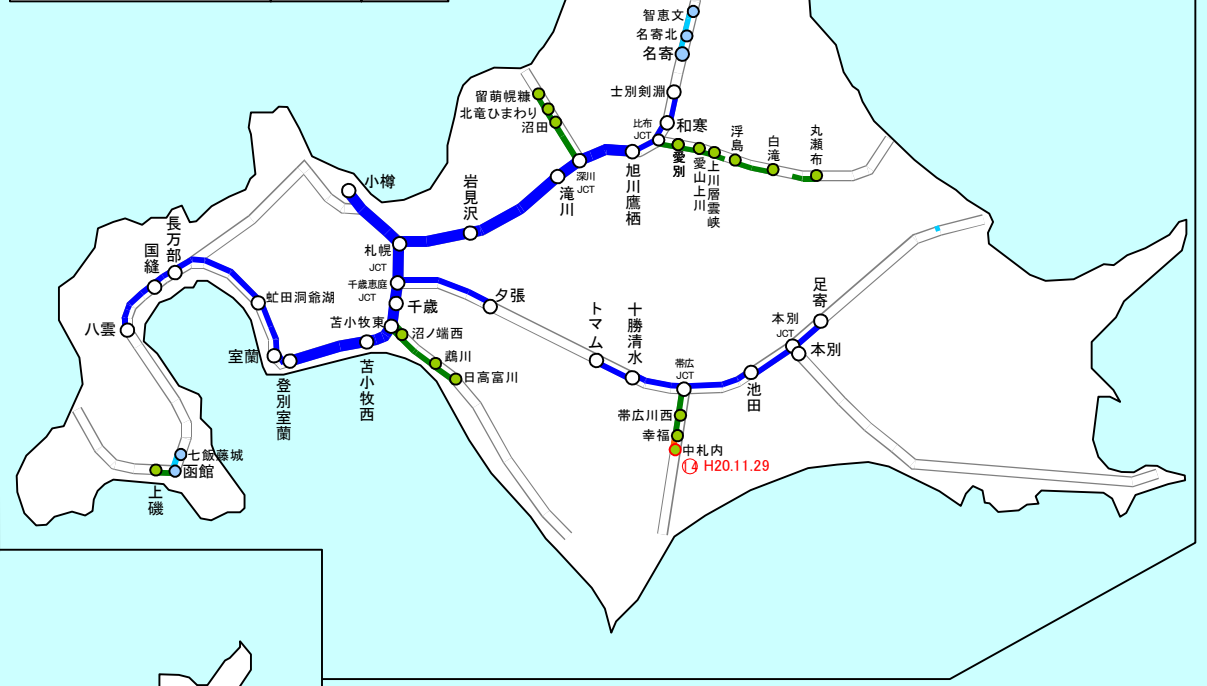 智恵文
名寄北
名寄
士別剣淵
留萌幌糠
北竜ひまわり
沼田
比布
JCT
和寒
浮島
白滝
丸瀬布
愛別
愛山上川
上川層雲峡
深川
JCT
旭川鷹栖
滝川
小樽
岩見沢
長万部
国縫
札幌
JCT
千歳恵庭
JCT
虻田洞爺湖
千歳
夕張
足寄
苫小牧東
沼ノ端西
トマム
十勝清水
本別
JCT
八雲
本別
室蘭
鵡川
帯広
JCT
日高富川
登別室蘭
苫小牧西
池田
帯広川西
幸福
中札内
⑭ H20.11.29
七飯藤城
函館
上磯